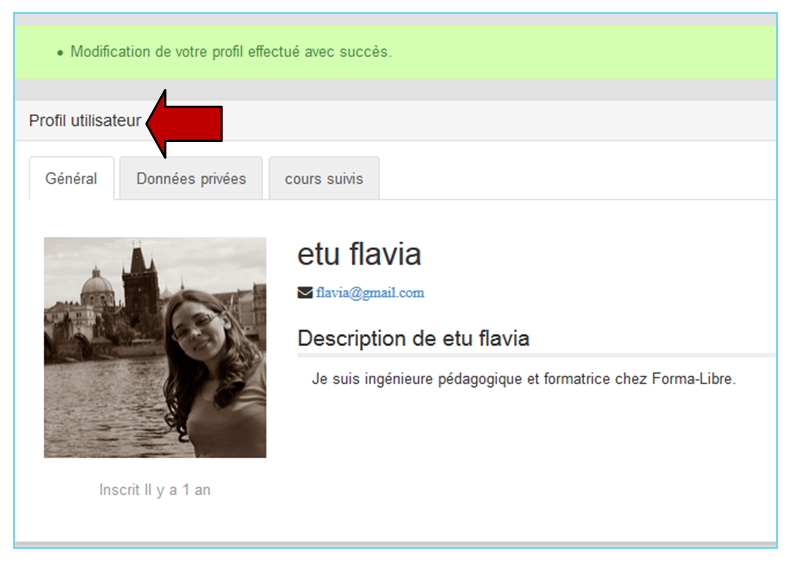 Modification de votre profil effectué avec succès.
Profil utilisateur
Général
Données privées
cours suivis
etu flavia
flavia@gmail.com
Description de etu flavia
Je suis ingénieure pédagogique et formatrice chez Forma-Libre.
Inscrit Il y a 1 an